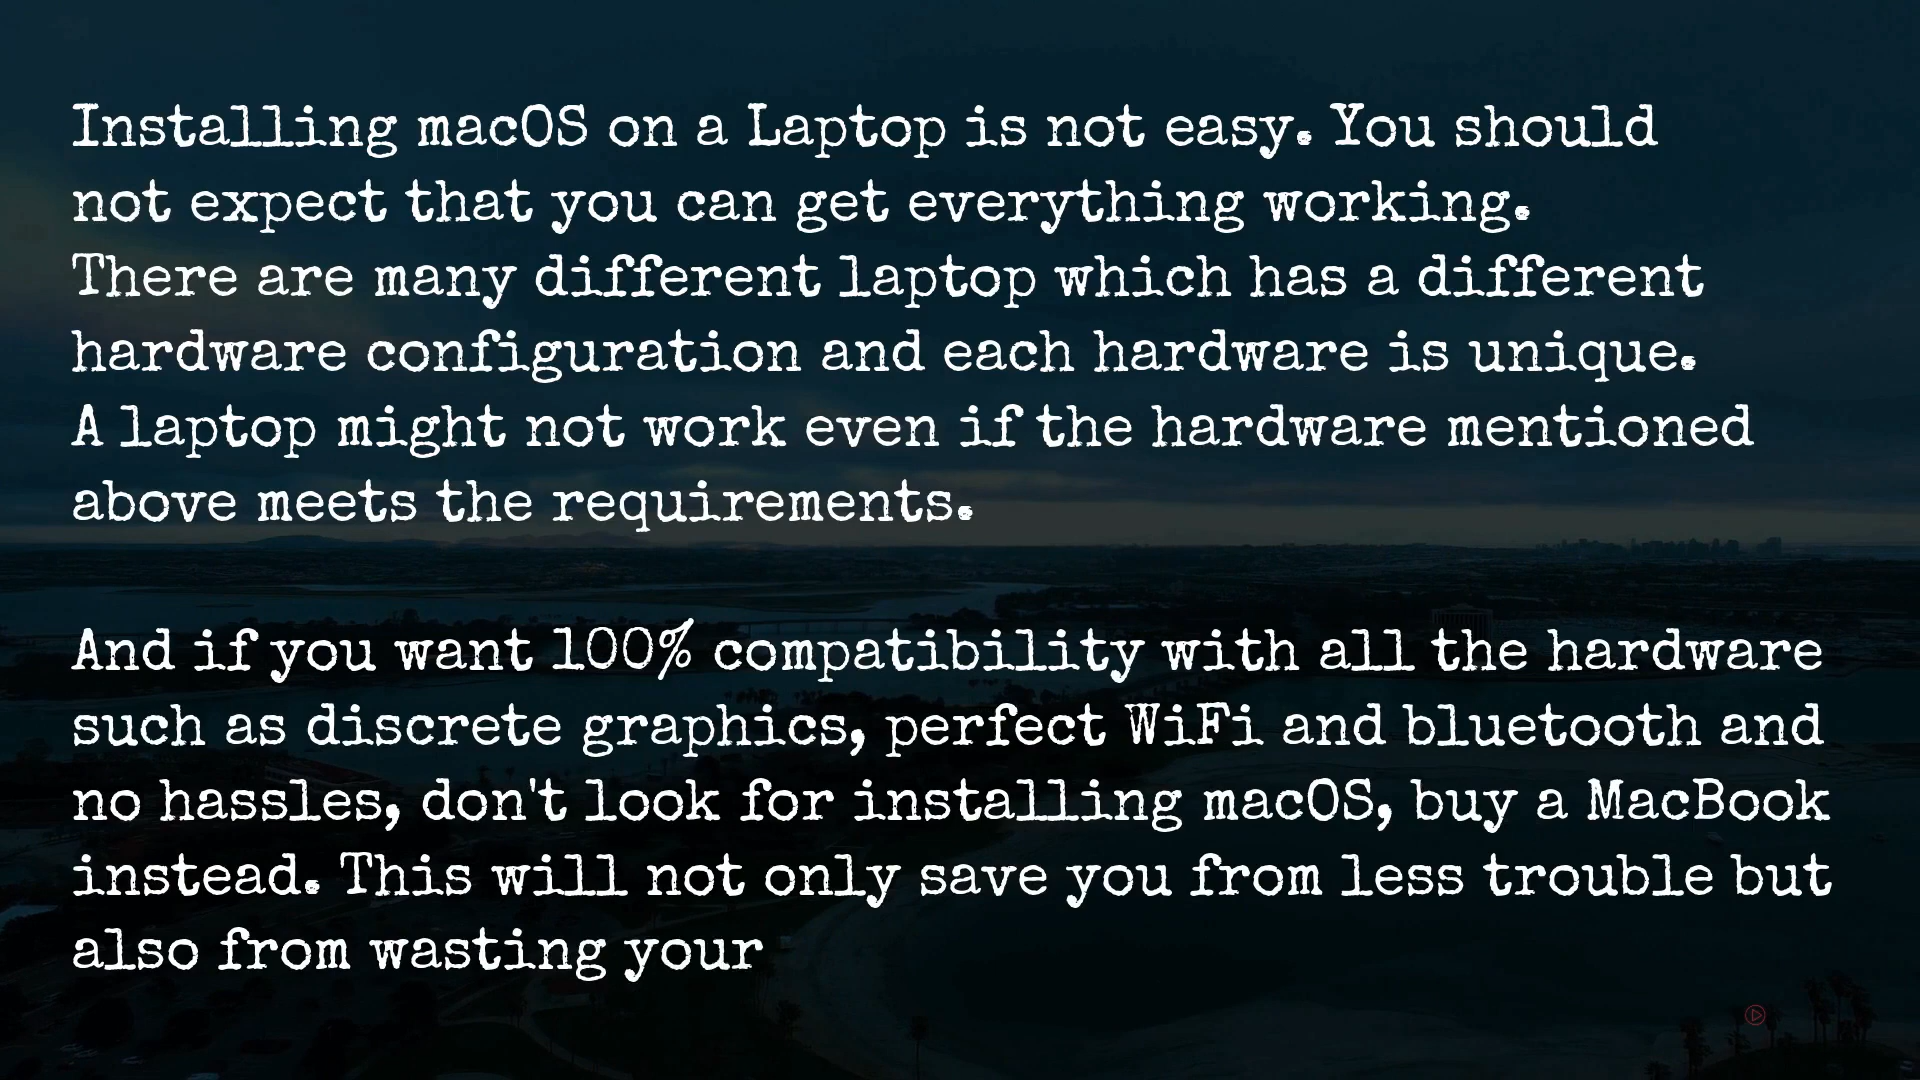 Installing macOS on a Laptop is not easy. You should
not expect that you can get everything working.
There are many different laptop which has a different
hardware configuration and each hardware is unique.
A laptop might not work even if the hardware mentioned
above meets the requirements.
And if you want 100% compatibility with all the hardware
such as discrete graphics, perfect WiFi and bluetooth and
no hassles, don't look for installing macOS, buy a MacBook
instead. This will not only save you from less trouble but
also from wasting your